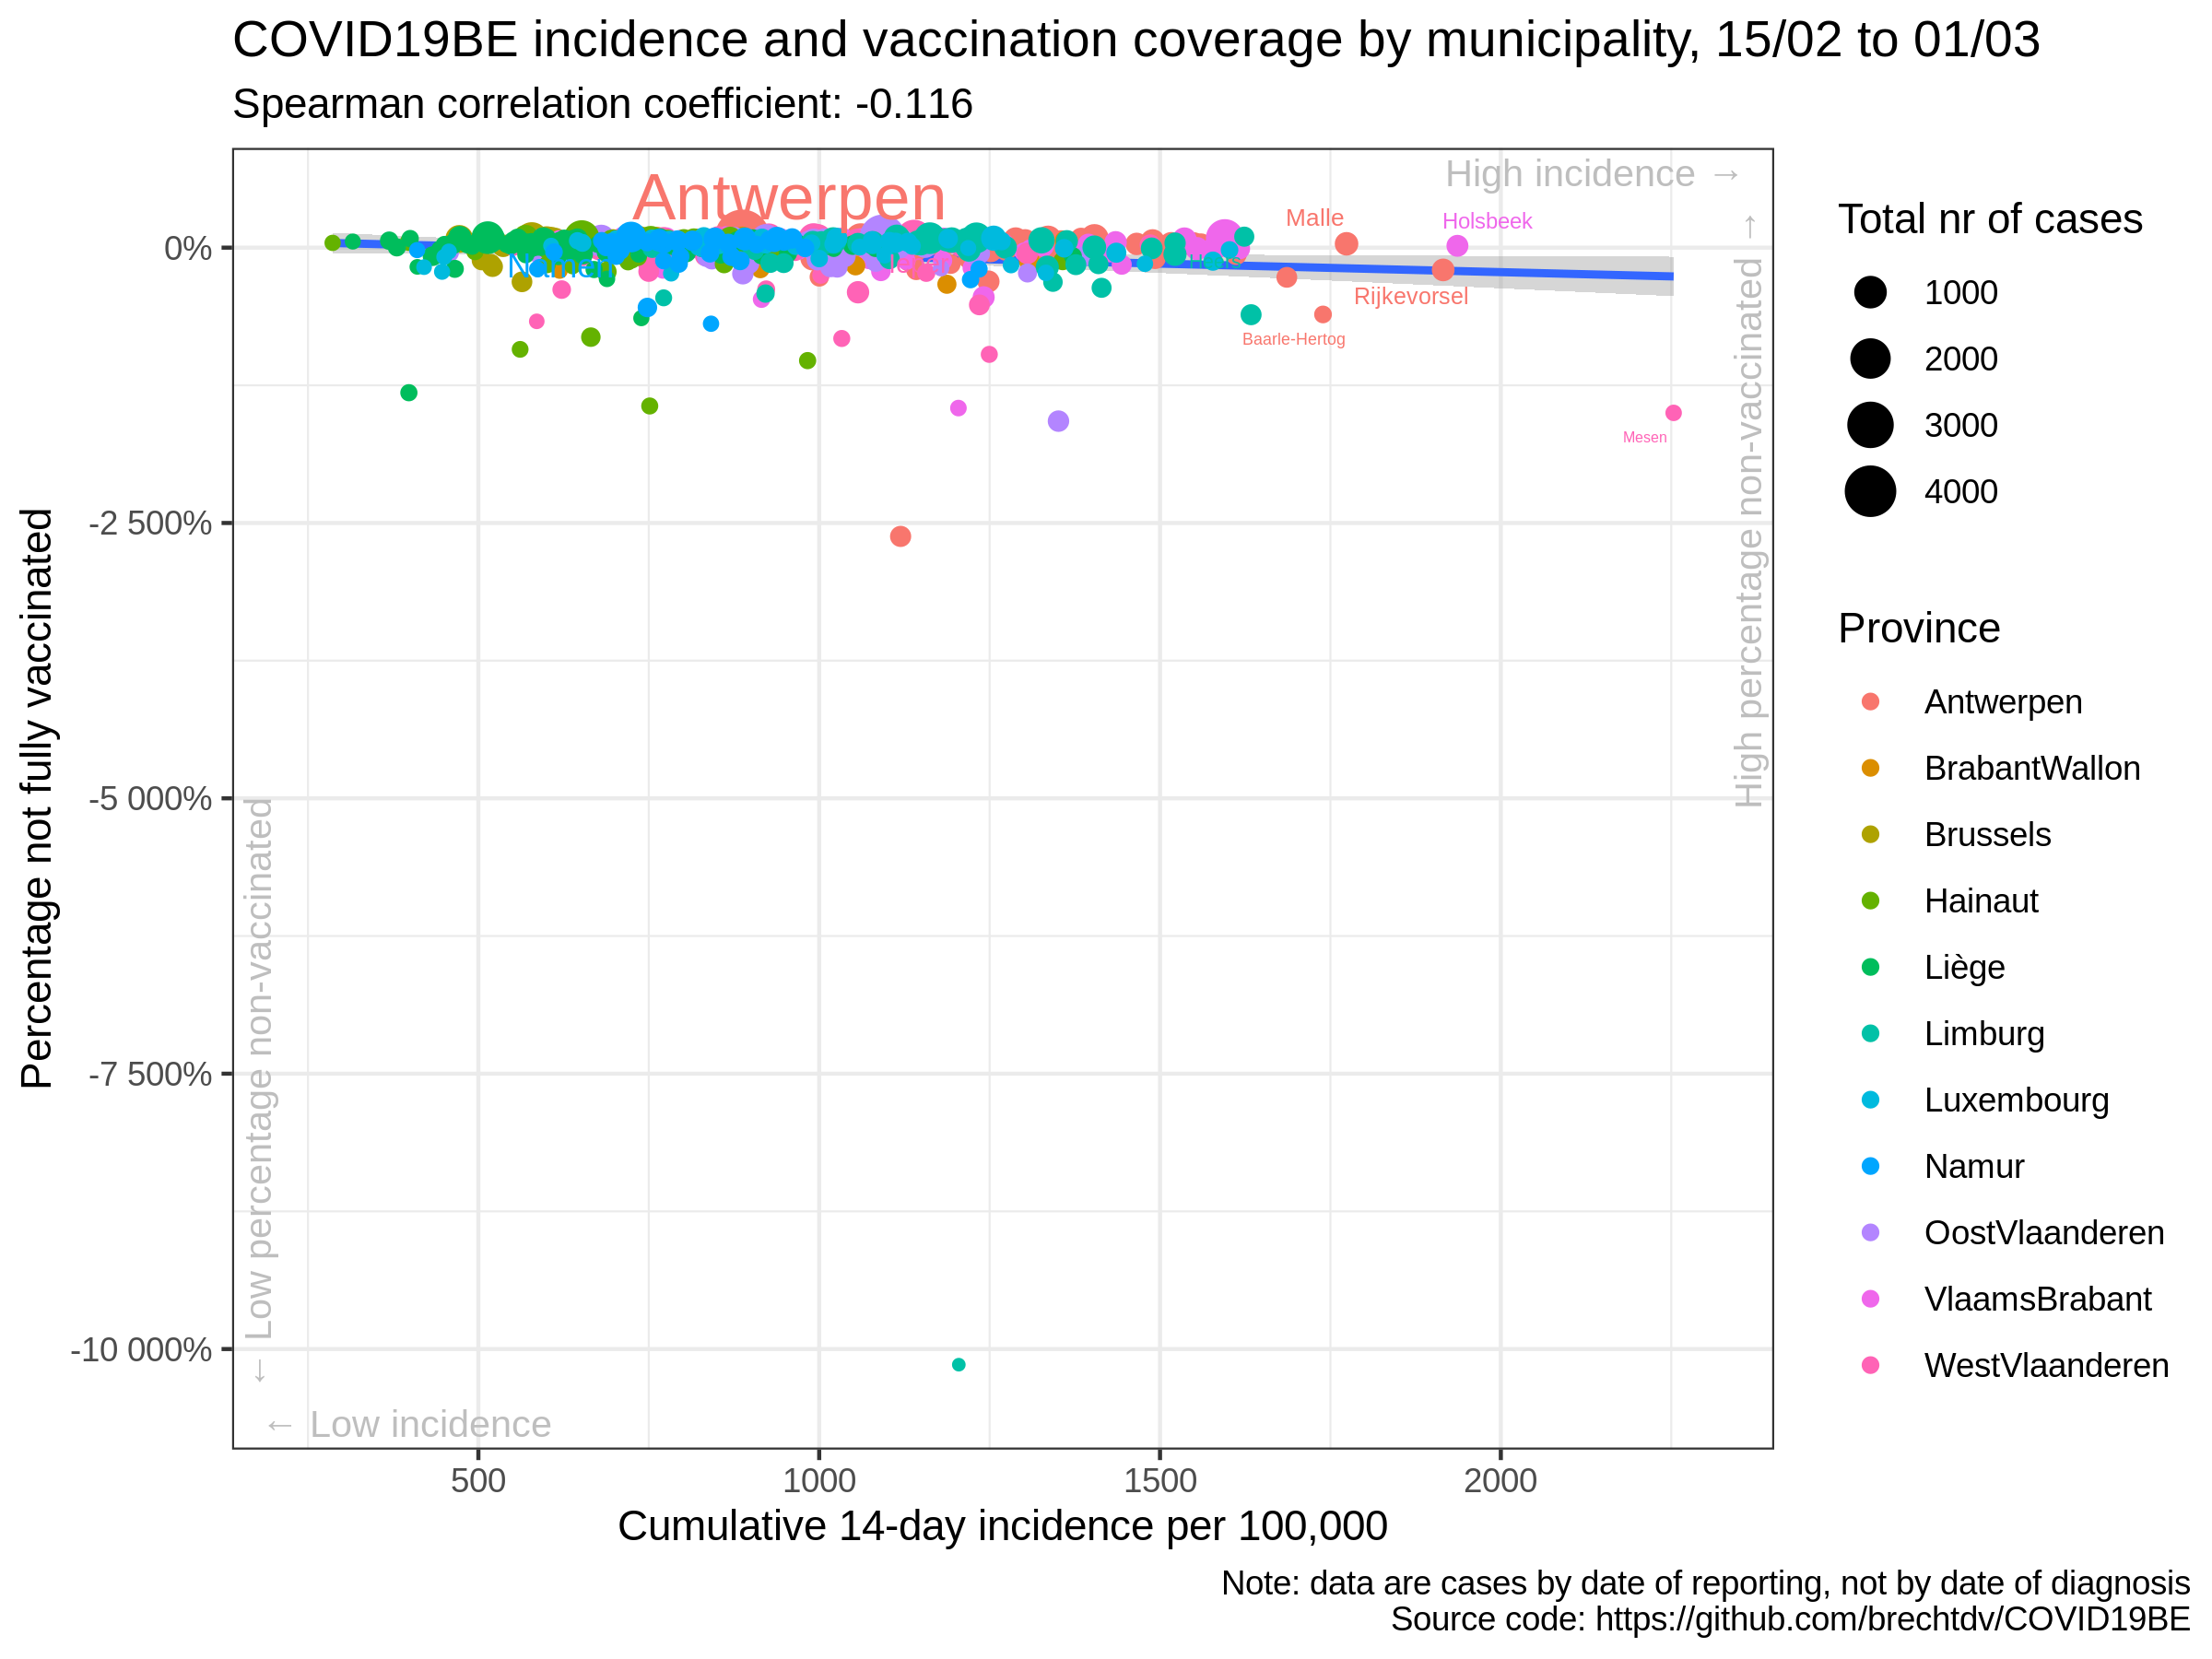 COVID19BE incidence and vaccination coverage by municipality, 15/02 to 01/03
Spearman correlation coefficient: -0.116
Percentage not fully vaccinated
0%
-2 500%
-5 000%
-7 500%
-10 000%
High incidence →
Antwerpen
Malle
Holsbeek
Rijkevorsel
Baarle-Hertog
Mesen
High percentage non-vaccinated →
← Low percentage non-vaccinated
← Low incidence
500
1000
1500
2000
Cumulative 14-day incidence per 100,000
Total nr of cases
1000
2000
3000
4000
Province
Antwerpen
BrabantWallon
Brussels
Hainaut
Liège
Limburg
Luxembourg
Namur
OostVlaanderen
VlaamsBrabant
WestVlaanderen
Note: data are cases by date of reporting, not by date of diagnosis
Source code: https://github.com/brechtdv/COVID19BE